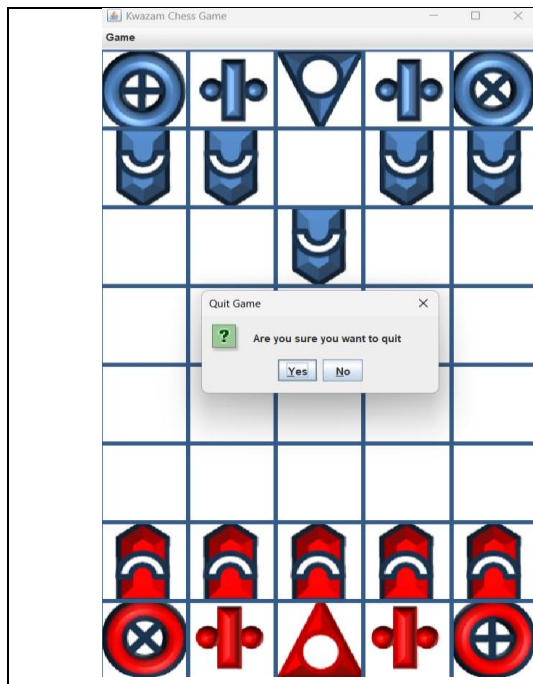 Kwazam Chess Game
Game
Quit Game
Are you sure you want to quit
Yes
No